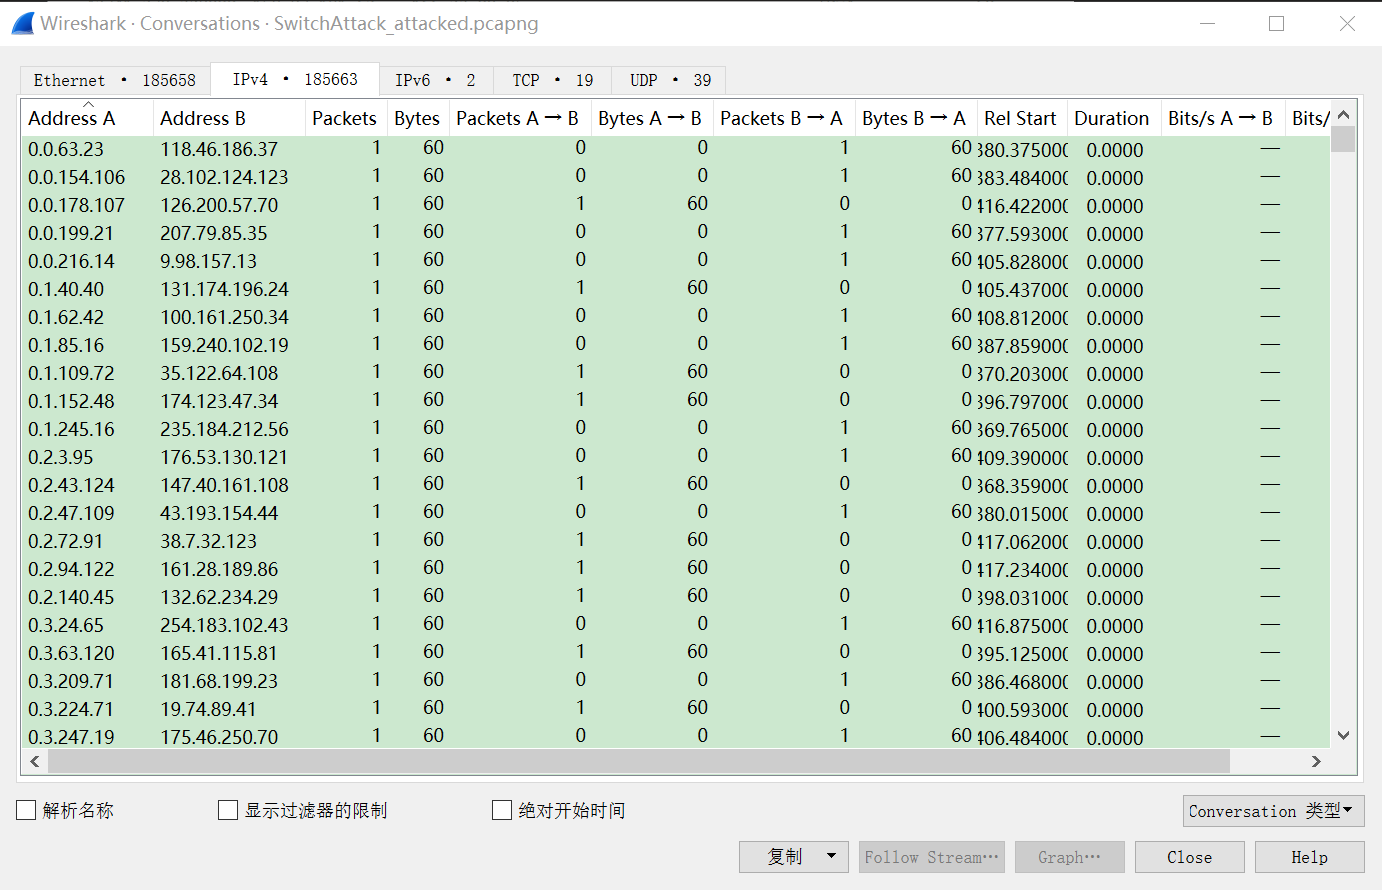 Wireshark · Conversations · SwitchAttack_attacked.pcapng
Ethernet · 185658 IPv4 · 185663 IPv6 · 2 TCP · 19 UDP · 39
Address A Address B Packets Bytes Packets A → B Bytes A → B Packets B → A Bytes B → A Rel Start Duration Bits/s A → B Bits/
0.0.63.23 118.46.186.37 1 60 0 0 1 60 380.375000 0.0000 —
0.0.154.106 28.102.124.123 1 60 0 0 1 60 383.484000 0.0000 —
0.0.178.107 126.200.57.70 1 60 1 60 0 0 416.422000 0.0000 —
0.0.199.21 207.79.85.35 1 60 0 0 1 60 377.593000 0.0000 —
0.0.216.14 9.98.157.13 1 60 0 0 1 60 405.828000 0.0000 —
0.1.40.40 131.174.196.24 1 60 1 60 0 0 405.437000 0.0000 —
0.1.62.42 100.161.250.34 1 60 0 0 1 60 408.812000 0.0000 —
0.1.85.16 159.240.102.19 1 60 0 0 1 60 387.859000 0.0000 —
0.1.109.72 35.122.64.108 1 60 1 60 0 0 370.203000 0.0000 —
0.1.152.48 174.123.47.34 1 60 1 60 0 0 396.797000 0.0000 —
0.1.245.16 235.184.212.56 1 60 0 0 1 60 369.765000 0.0000 —
0.2.3.95 176.53.130.121 1 60 0 0 1 60 409.390000 0.0000 —
0.2.43.124 147.40.161.108 1 60 1 60 0 0 368.359000 0.0000 —
0.2.47.109 43.193.154.44 1 60 0 0 1 60 380.015000 0.0000 —
0.2.72.91 38.7.32.123 1 60 1 60 0 0 417.062000 0.0000 —
0.2.94.122 161.28.189.86 1 60 1 60 0 0 417.234000 0.0000 —
0.2.140.45 132.62.234.29 1 60 1 60 0 0 398.031000 0.0000 —
0.3.24.65 254.183.102.43 1 60 0 0 1 60 416.875000 0.0000 —
0.3.63.120 165.41.115.81 1 60 1 60 0 0 395.125000 0.0000 —
0.3.209.71 181.68.199.23 1 60 0 0 1 60 386.468000 0.0000 —
0.3.224.71 19.74.89.41 1 60 1 60 0 0 400.593000 0.0000 —
0.3.247.19 175.46.250.70 1 60 0 0 1 60 406.484000 0.0000 —
解析名称 显示过滤器的限制 绝对开始时间 Conversation 类型
复制 Follow Stream… Graph… Close Help